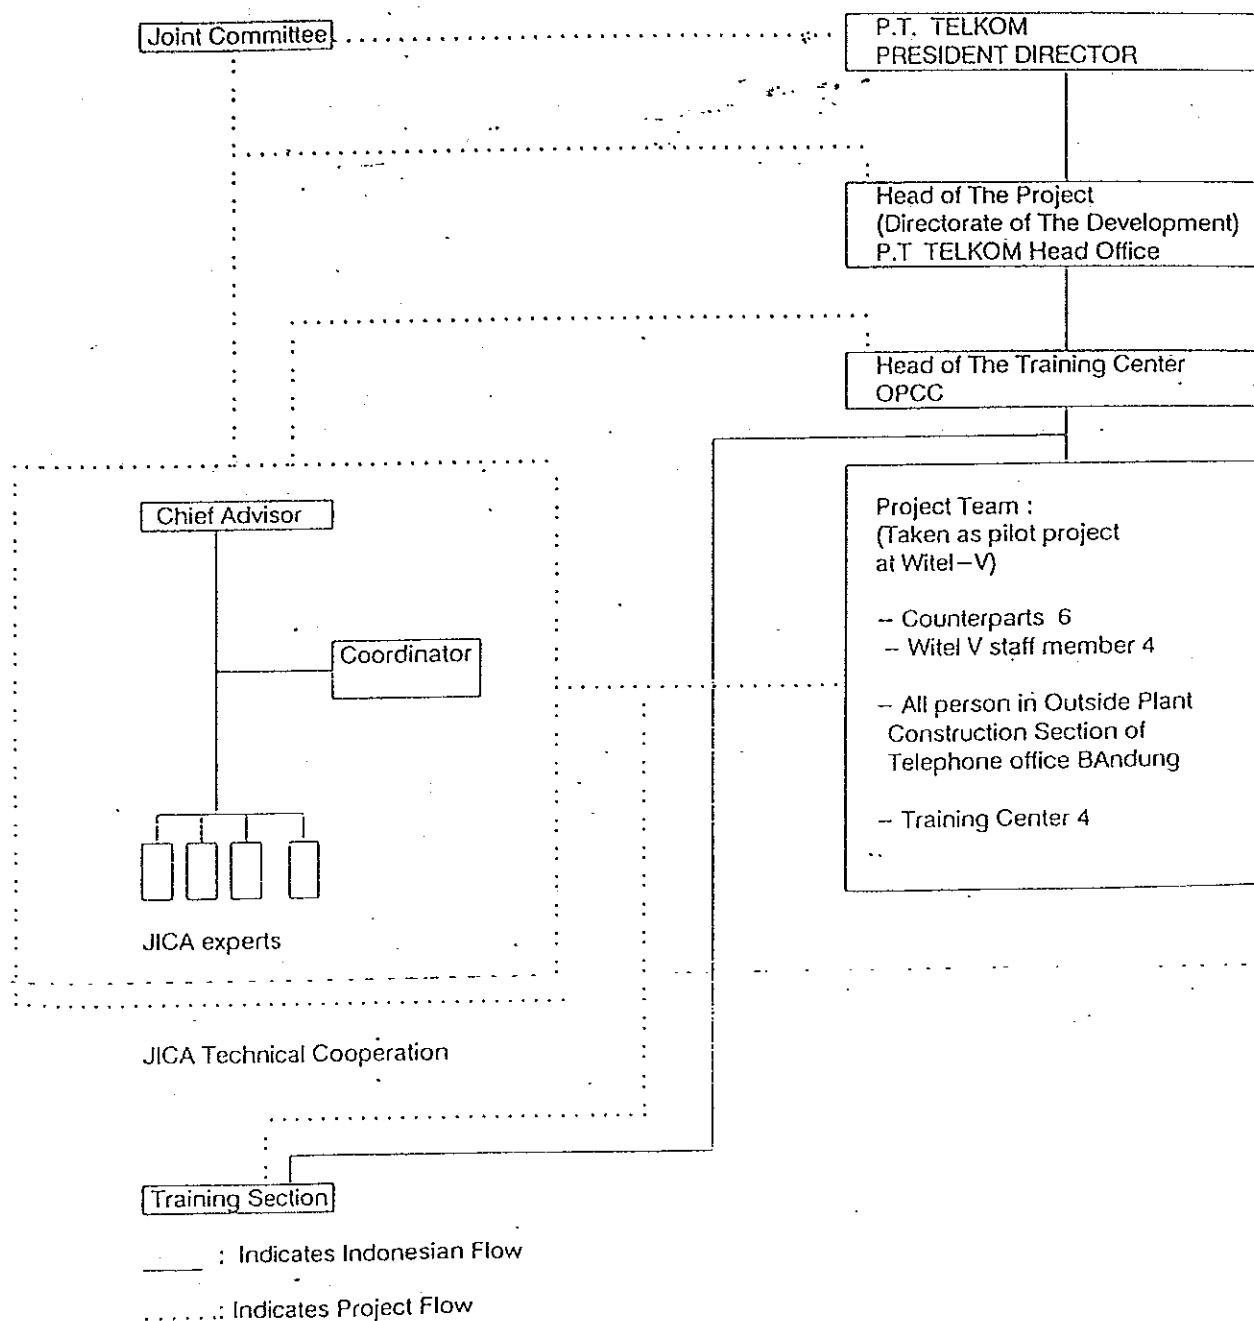 Joint Committee
P.T. TELKOM
PRESIDENT DIRECTOR
Head of The Project
(Directorate of The Development)
P.T TELKOM Head Office
Head of The Training Center
OPCC
Chief Advisor
Coordinator
JICA experts
Project Team :
(Taken as pilot project
at Witel-V)
- Counterparts 6
- Witel V staff member 4
- All person in Outside Plant
Construction Section of
Telephone office BAndung
- Training Center 4
JICA Technical Cooperation
Training Section
: Indicates Indonesian Flow
: Indicates Project Flow